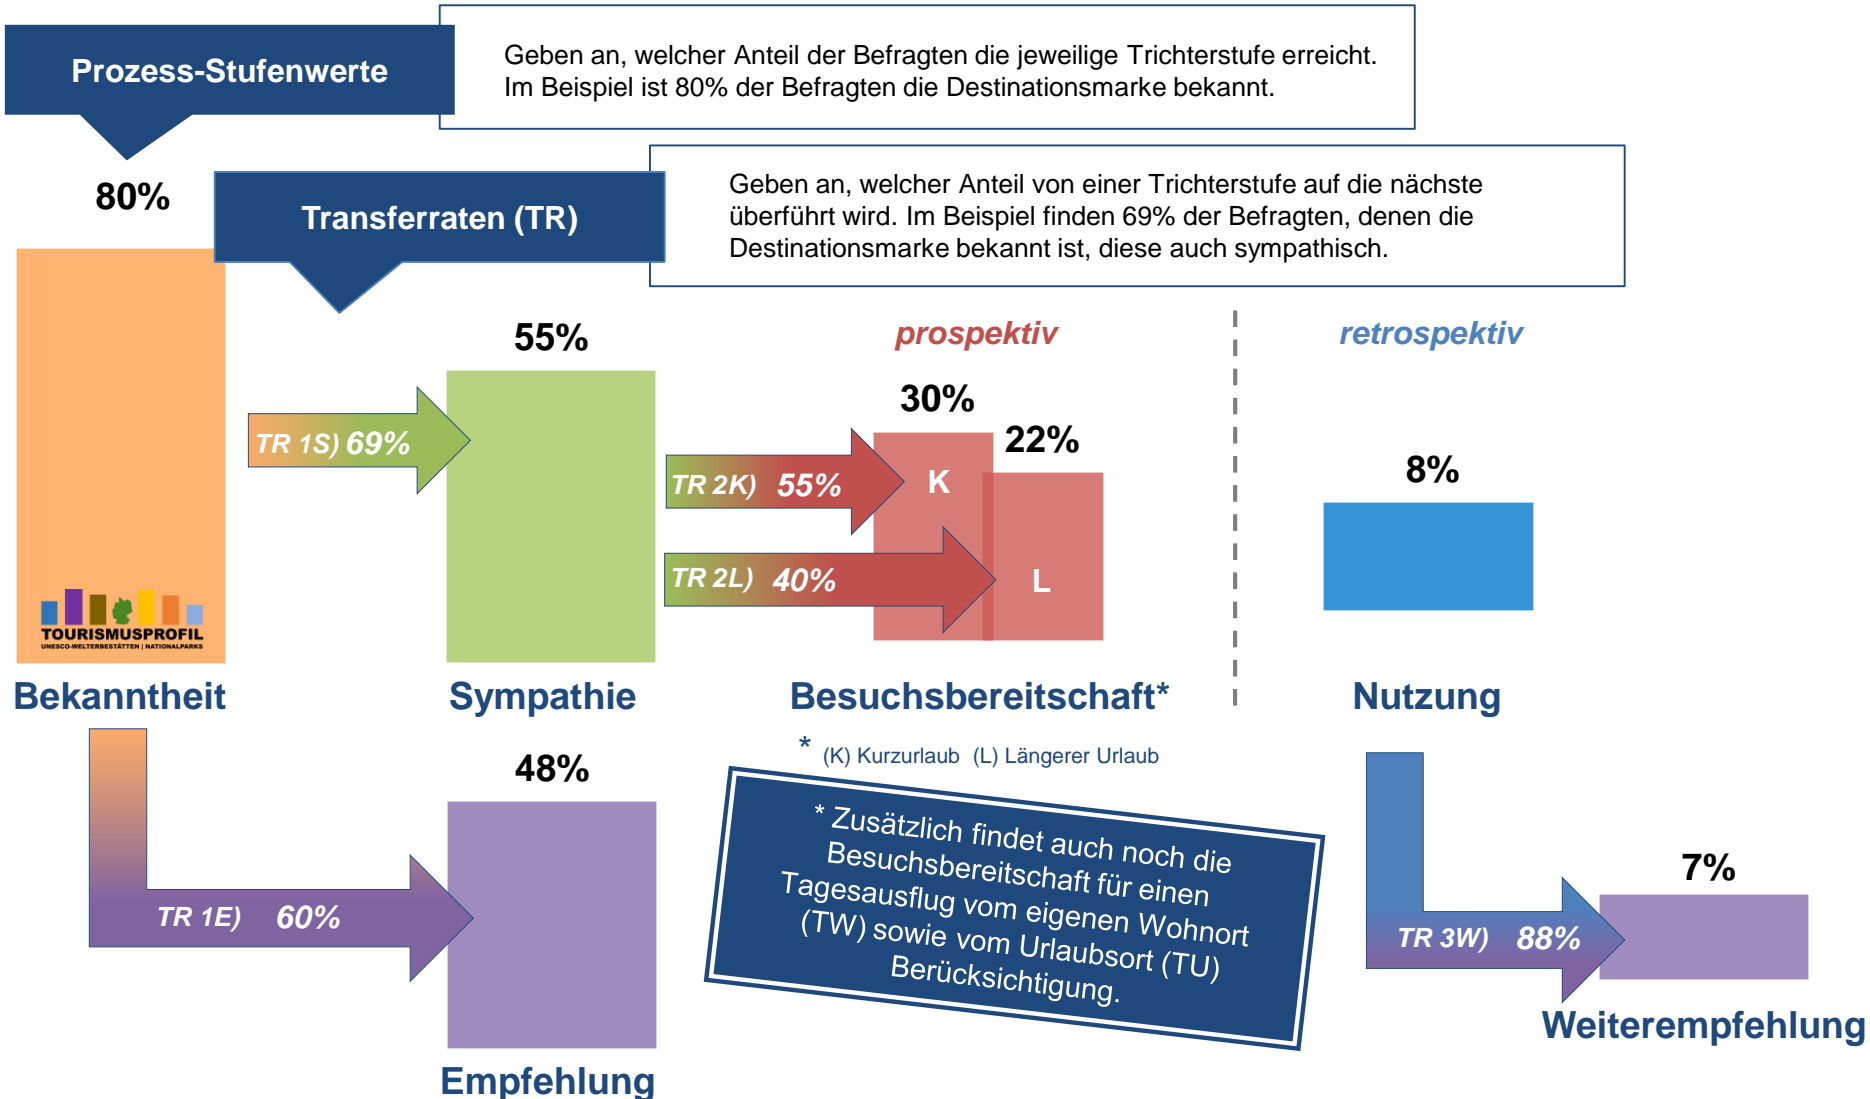 Prozess-Stufenwerte
Geben an, welcher Anteil der Befragten die jeweilige Trichterstufe erreicht.
Im Beispiel ist 80% der Befragten die Destinationsmarke bekannt.
80%
Transferraten (TR)
Geben an, welcher Anteil von einer Trichterstufe auf die nächste
überführt wird. Im Beispiel finden 69% der Befragten, denen die
Destinationsmarke bekannt ist, diese auch sympathisch.
55%
prospektiv
retrospektiv
30%
22%
8%
TR 1S) 69%
TR 2K) 55%
K
TR 2L) 40%
L
TOURISMUSPROFIL
UNESCO-WELTERBESTÄTTEN | NATIONALPARKS
Bekanntheit
Sympathie
Besuchsbereitschaft*
Nutzung
* (K) Kurzurlaub (L) Längerer Urlaub
48%
* Zusätzlich findet auch noch die
Besuchsbereitschaft für einen
Tagesausflug vom eigenen Wohnort
(TW) sowie vom Urlaubsort (TU)
Berücksichtigung.
7%
TR 1E) 60%
TR 3W) 88%
Weiterempfehlung
Empfehlung